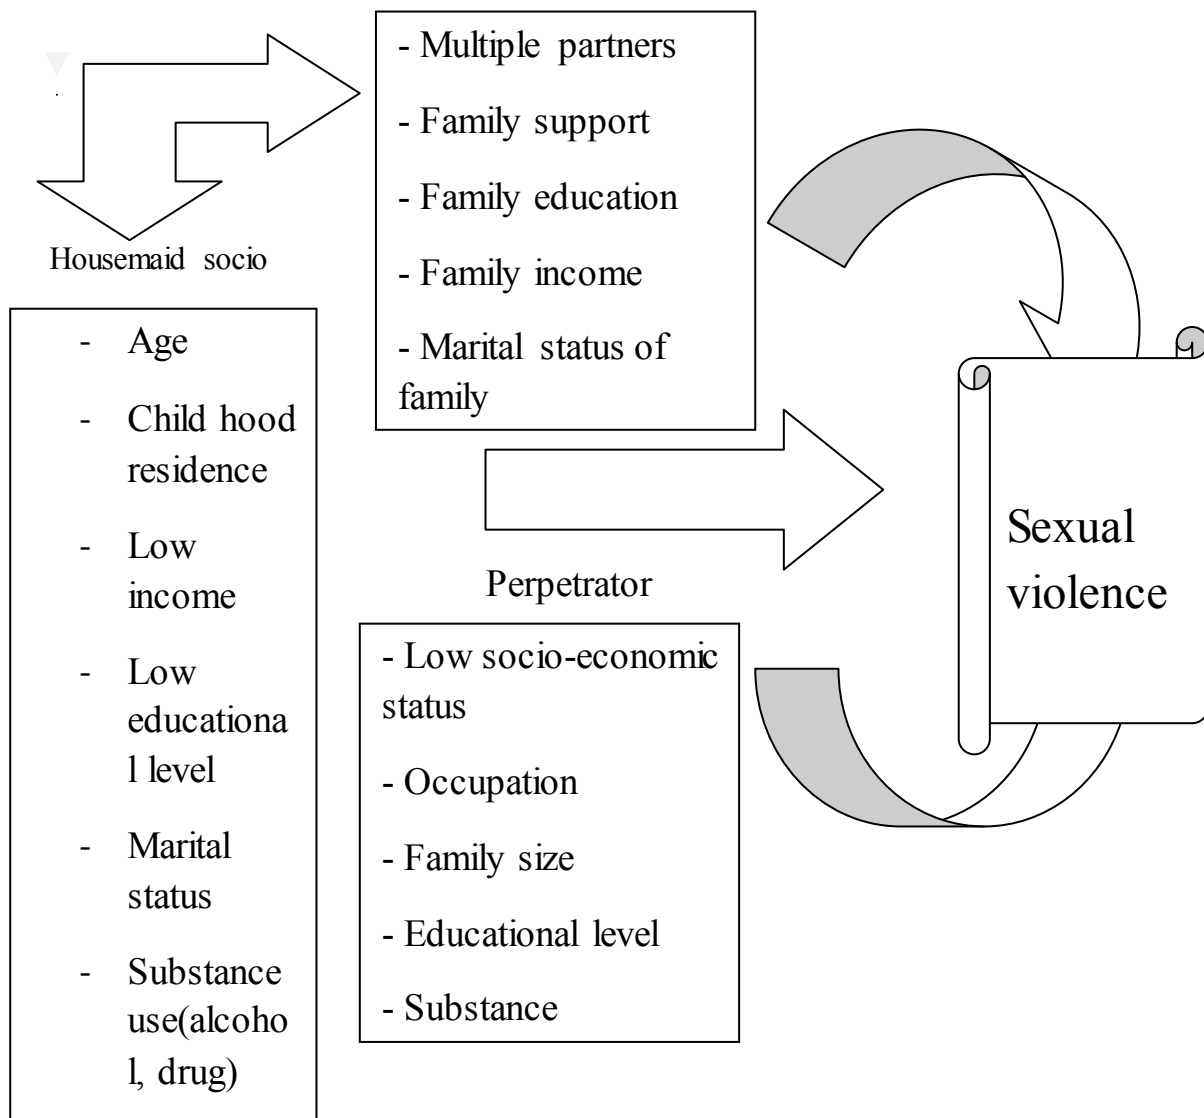 - Multiple partners
- Family support
- Family education
- Family income
- Marital status of
family
Housemaid socio
- Age
- Child hood
residence
- Low
income
- Low
educationa
l level
- Marital
status
- Substance
use(alcoho
l, drug)
Perpetrator
- Low socio-economic
status
- Occupation
- Family size
- Educational level
- Substance
Sexual
violence